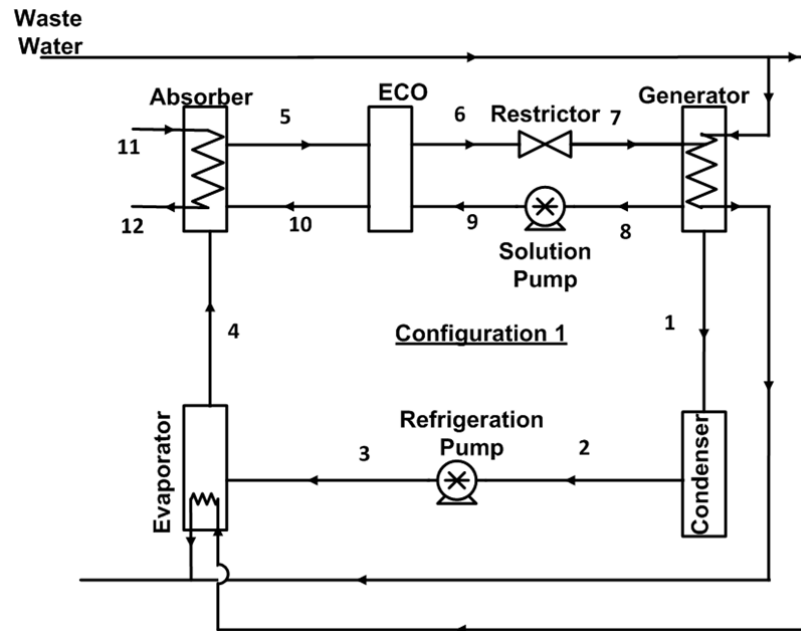 Waste
Water
Absorber
ECO
Generator
5
6
Restrictor
7
11
12
10
9
8
Solution
Pump
4
Configuration 1
1
Refrigeration
Pump
3
2
Evaporator
Condenser